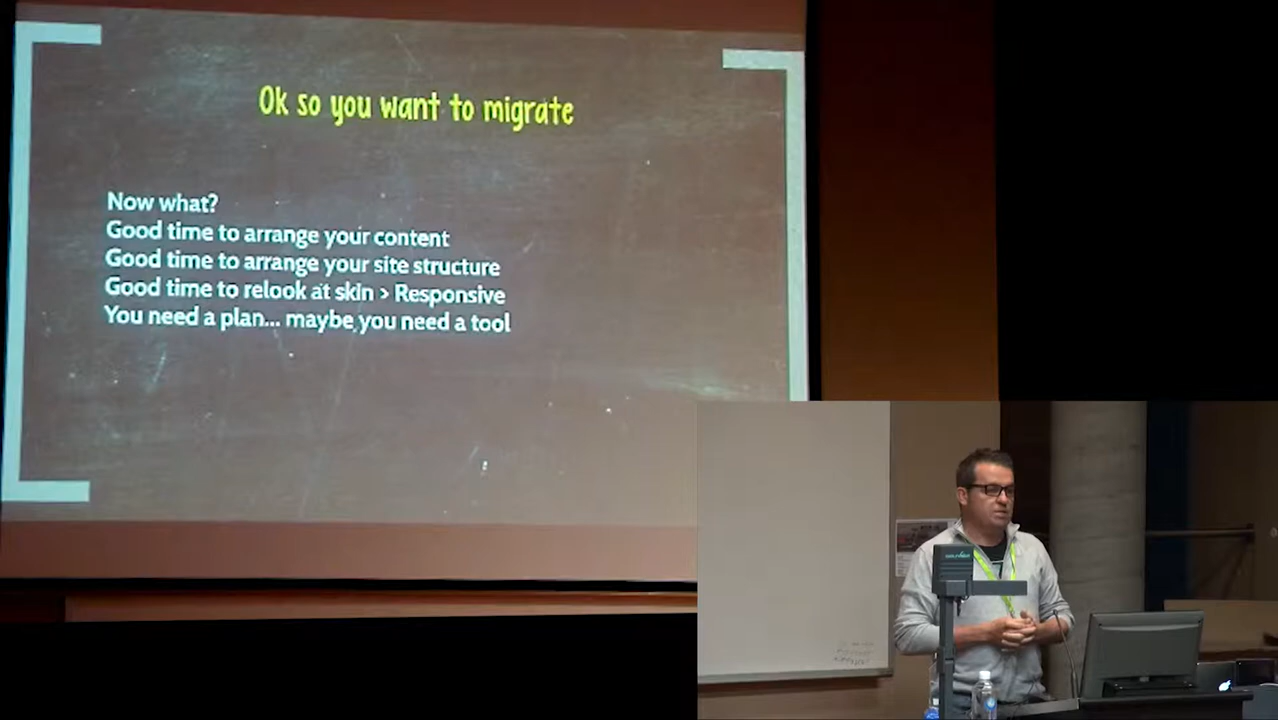 Ok so you want to migrate
Now what?
Good time to arrange your content
Good time to arrange your site structure
Good time to relook at skin > Responsive
You need a plan... maybe you need a tool